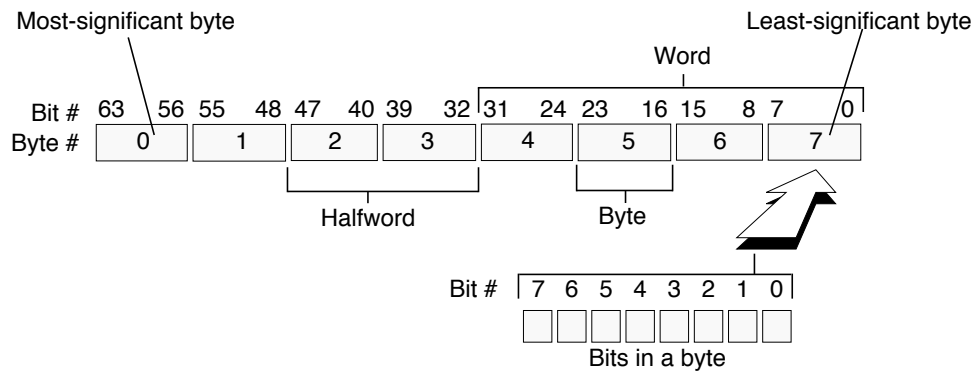 Most-significant byte Least-significant byte
Word
Bit # 63 56 55 48 47 40 39 32 31 24 23 16 15 8 7 0
Byte # 0 1 2 3 4 5 6 7
Halfword Byte
Bit # 7 6 5 4 3 2 1 0
Bits in a byte